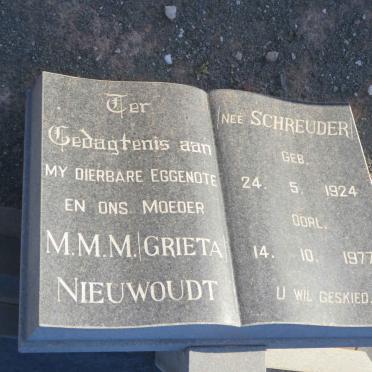 Ter
Gedagtenis aan
MY DIERBARE EGGENOTE
EN ONS MOEDER
M.M.M. (GRIETA
NIEUWOUDT
(NEÉ SCHREUDER)
GEB.
24. 5. 1924
OORL.
14. 10. 1977
U WIL GESKIED.